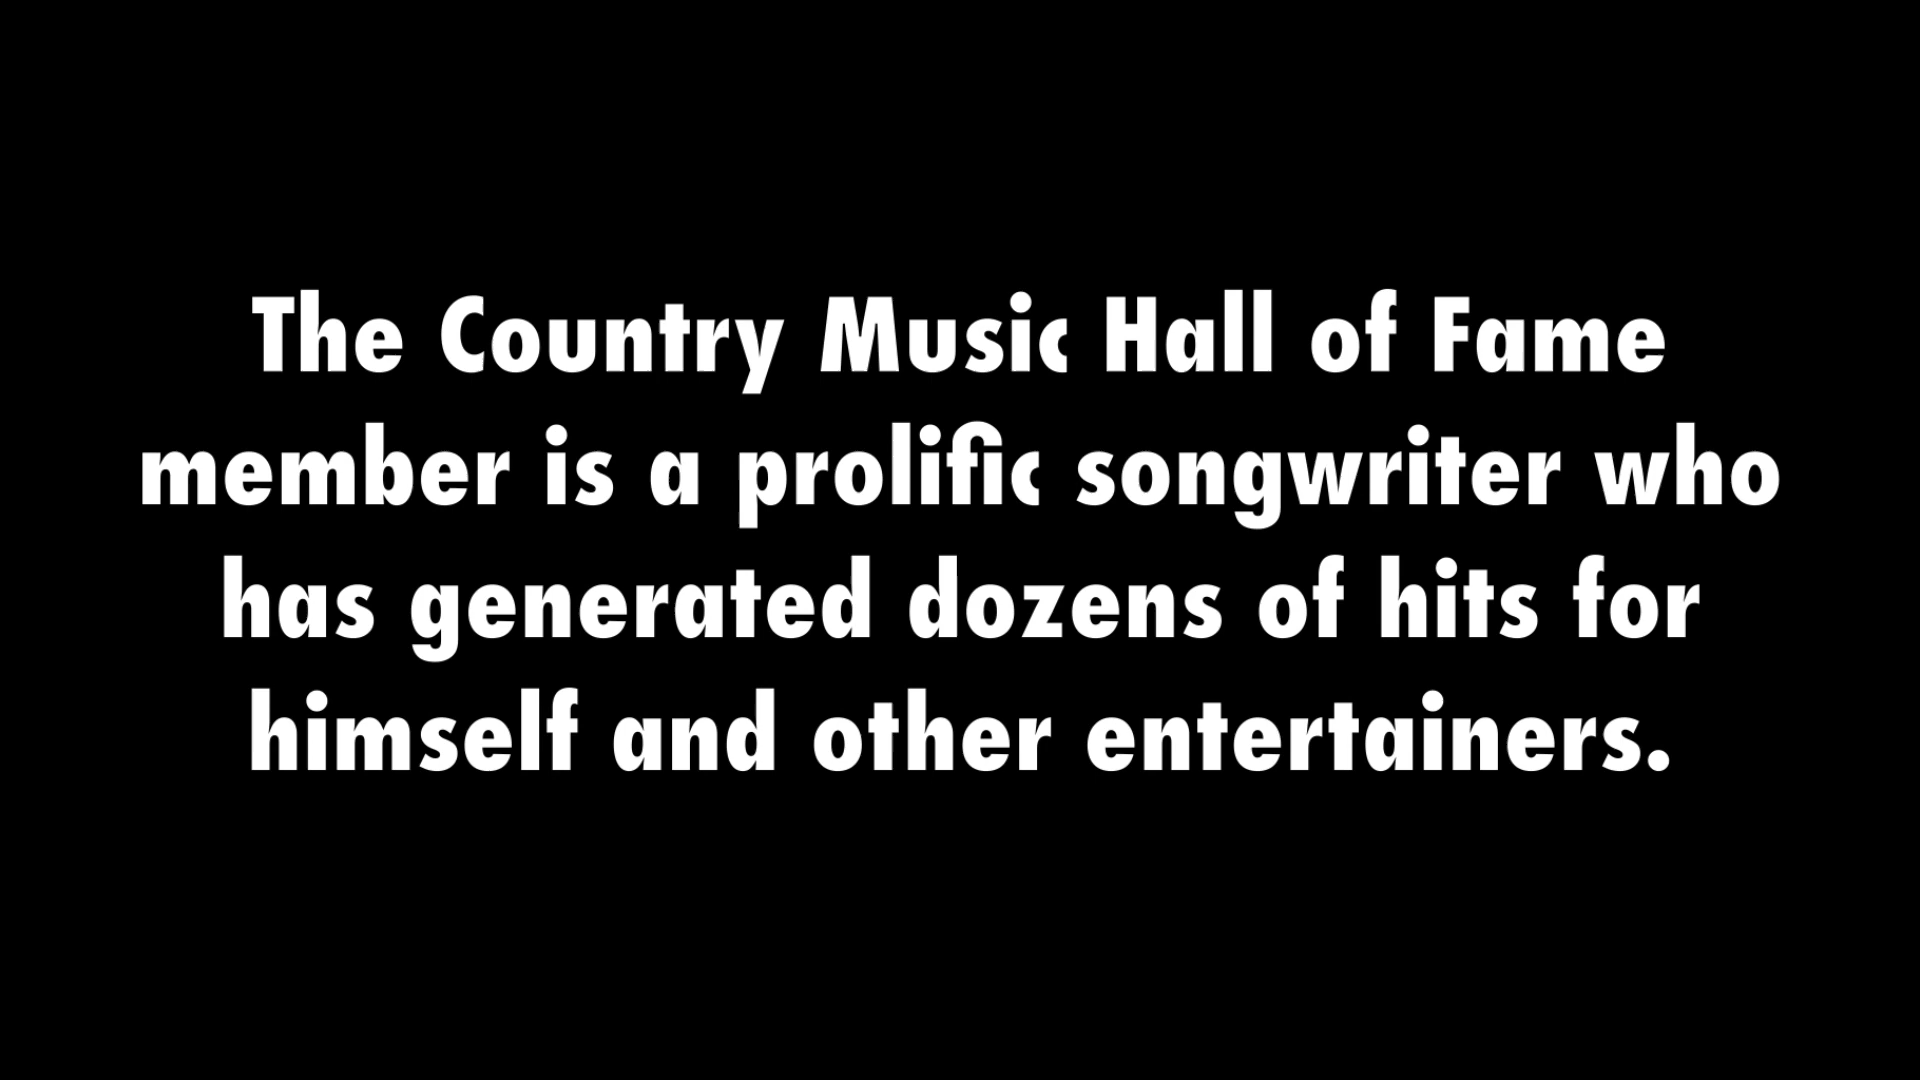 The Country Music Hall of Fame
member is a prolific songwriter who
has generated dozens of hits for
himself and other entertainers.